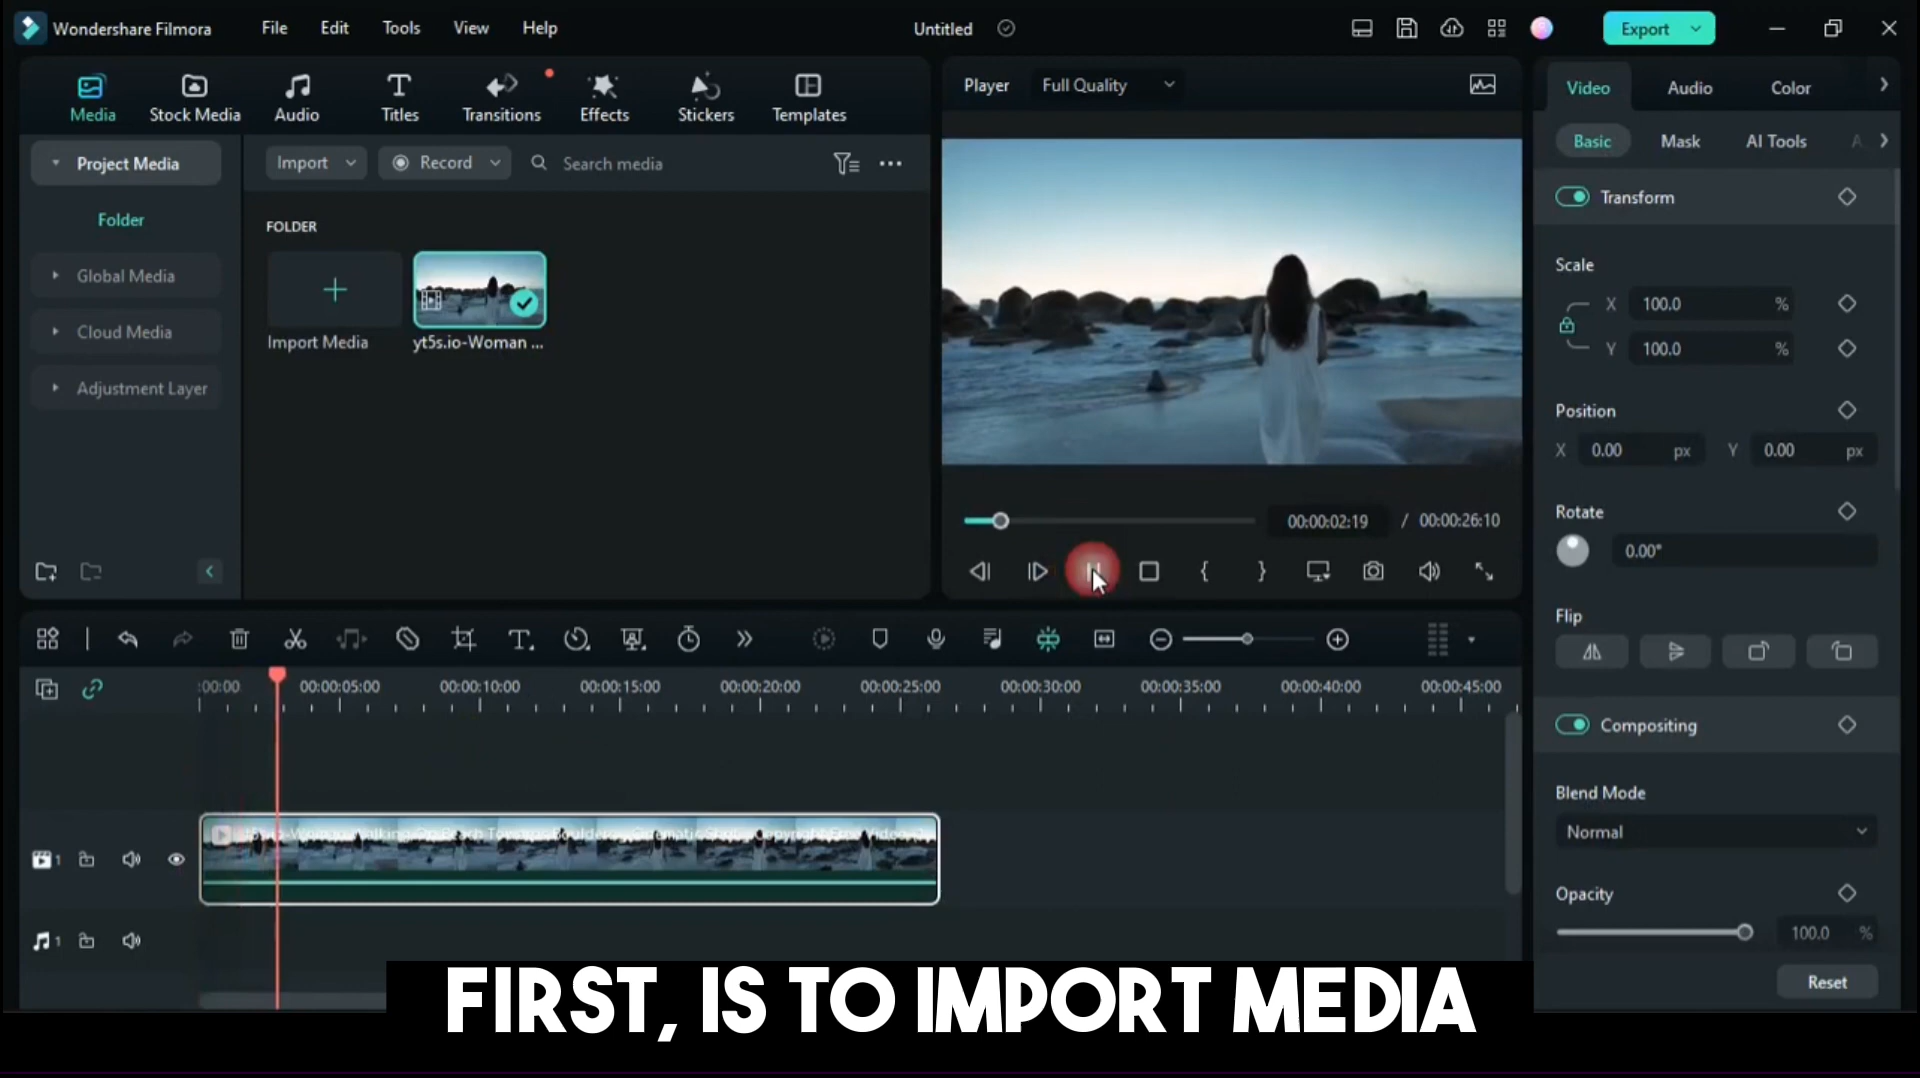 Wondershare Filmora
File
Edit
Tools
View
Help
Untitled
Export
Media
Stock Media
Audio
Titles
Transitions
Effects
Stickers
Templates
Player
Full Quality
Video
Audio
Color
Project Media
Import
Record
Search media
Basic
Mask
AI Tools
Folder
FOLDER
Transform
Global Media
Scale
X 100.0 %
Cloud Media
Import Media
yt5s.io-Woman ...
Y 100.0 %
Adjustment Layer
Position
X 0.00 px
Y 0.00 px
Rotate
00:00:02:19 / 00:00:26:10
0.00°
Flip
:00:00
00:00:05:00
00:00:10:00
00:00:15:00
00:00:20:00
00:00:25:00
00:00:30:00
00:00:35:00
00:00:40:00
00:00:45:00
Compositing
Blend Mode
Normal
1
Opacity
100.0 %
1
Reset
FIRST, IS TO IMPORT MEDIA